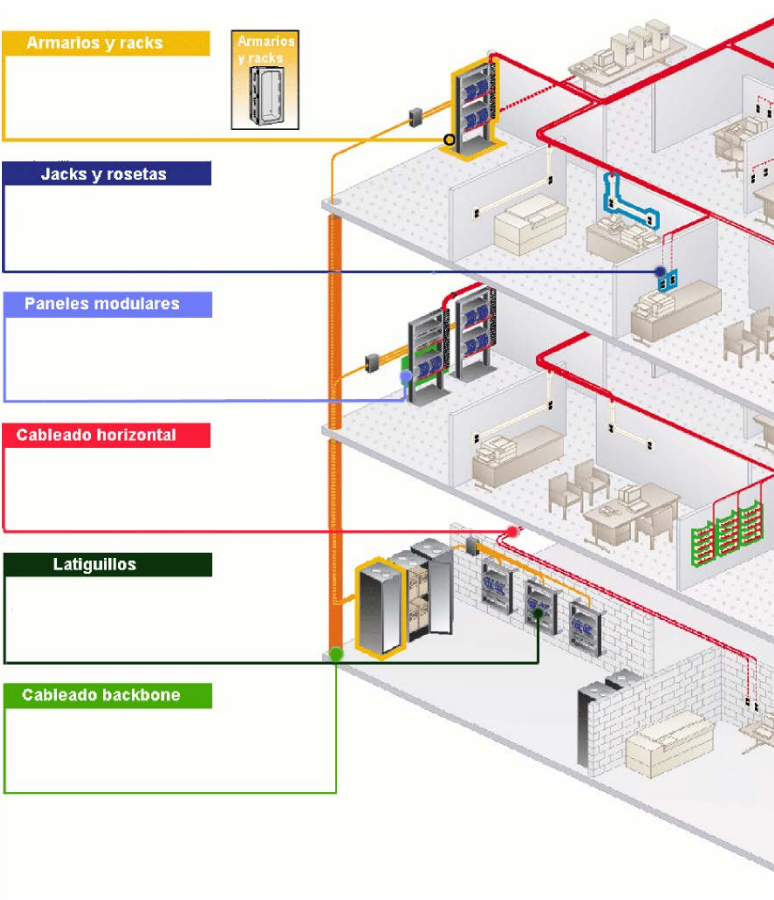 Armarios y racks
Armarios
y racks
Jacks y rosetas
Paneles modulares
Cableado horizontal
Latiguillos
Cableado backbone